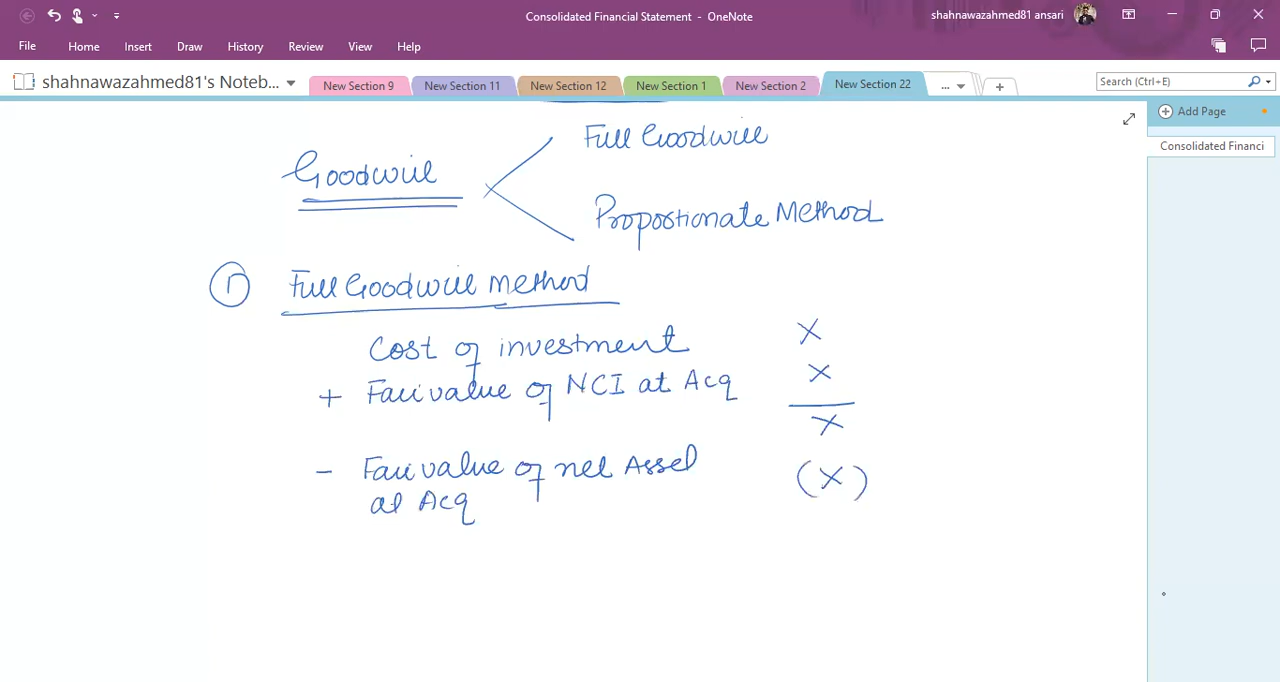 Consolidated Financial Statement - OneNote
shahnawazahmed81 ansari
File Home Insert Draw History Review View Help
shahnawazahmed81's Noteb... New Section 9 New Section 11 New Section 12 New Section 1 New Section 2 New Section 22 ... + Search (Ctrl+E)
Add Page
Consolidated Financi
Full Goodwill
Goodwill
Proportionate Method
① Full Goodwill method
Cost of investment X
+ Fair value of NCI at Acq X
X
- Fair value of net Asset (X)
at Acq